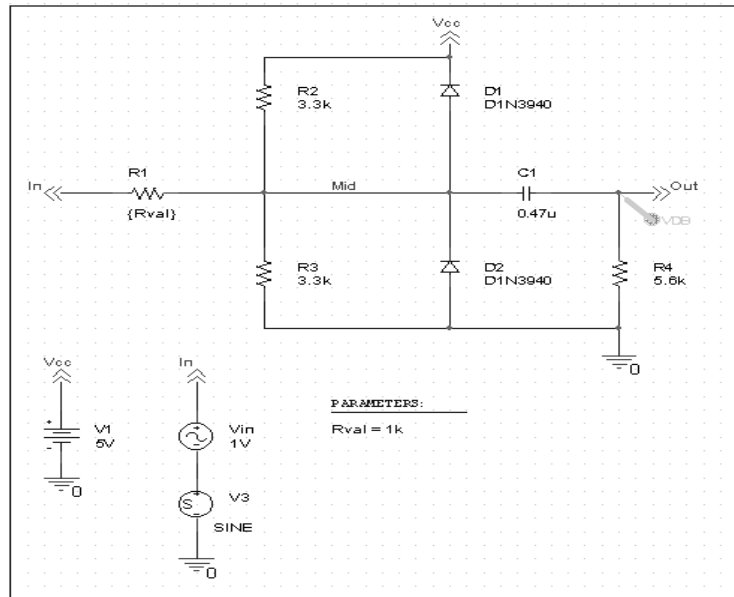 Vcc
R2
3.3k
D1
D1N3940
In
R1
{Rval}
Mid
C1
0.47u
Out
VDB
R3
3.3k
D2
D1N3940
R4
5.6k
0
Vcc
In
V1
5V
+
-
0
Vin
1V
+
-
PARAMETERS:
Rval = 1k
V3
S
+
-
SINE
0